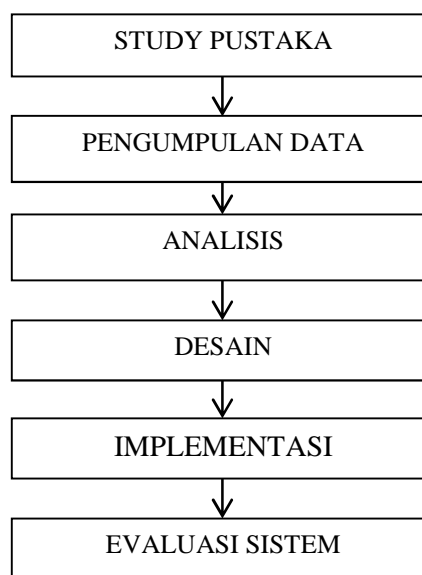 STUDY PUSTAKA
PENGUMPULAN DATA
ANALISIS
DESAIN
IMPLEMENTASI
EVALUASI SISTEM